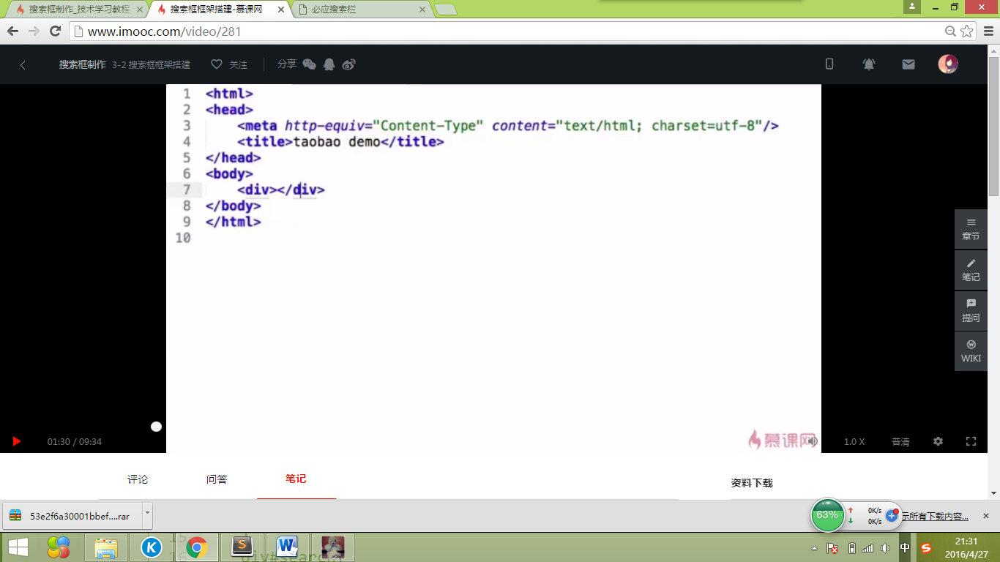 搜索框制作_技术学习教程
搜索框框架搭建-慕课网
必应搜索栏
www.imooc.com/video/281
搜索框制作 3-2 搜索框框架搭建 关注 分享
1 <html>
2 <head>
3 <meta http-equiv="Content-Type" content="text/html; charset=utf-8"/>
4 <title>taobao demo</title>
5 </head>
6 <body>
7 <div></div>
8 </body>
9 </html>
10
章节
笔记
提问
WIKI
慕课网
01:30 / 09:34
1.0 X 普清
评论 问答 笔记 资料下载
53e2f6a30001bbef....rar
63%
0K/s
0K/s
示所有下载内容...
15
16
div#search
中
21:31
2016/4/27